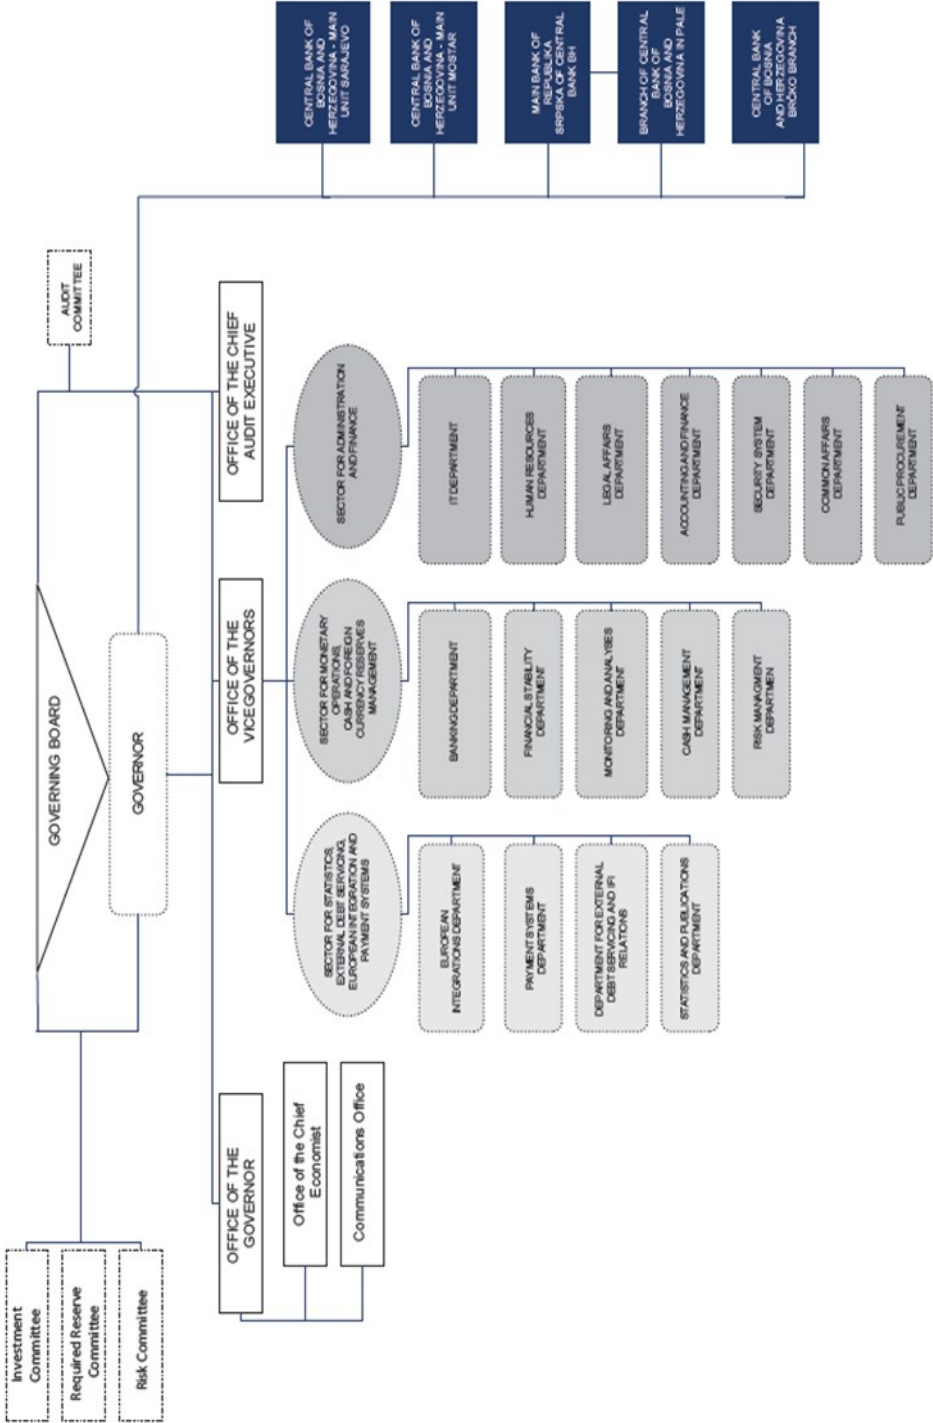 GOVERNING BOARD
GOVERNOR
AUDIT
COMMITTEE
Investment
Committee
Required Reserve
Committee
Risk Committee
OFFICE OF THE
GOVERNOR
Office of the Chief
Economist
Communications Office
OFFICE OF THE
VICEGOVERNORS
OFFICE OF THE CHIEF
AUDIT EXECUTIVE
SECTOR FOR STATISTICS,
EXTERNAL DEBT SERVICING,
EUROPEAN INTEGRATION AND
PAYMENT SYSTEMS
EUROPEAN
INTEGRATIONS DEPARTMENT
PAYMENT SYSTEMS
DEPARTMENT
DEPARTMENT FOR EXTERNAL
DEBT SERVICING AND IFI
RELATIONS
STATISTICS AND PUBLICATIONS
DEPARTMENT
SECTOR FOR MONETARY
OPERATIONS,
CASH AND FOREIGN
CURRENCY RESERVES
MANAGEMENT
BANKING DEPARTMENT
FINANCIAL STABILITY
DEPARTMENT
MONITORING AND ANALYSES
DEPARTMENT
CASH MANAGEMENT
DEPARTMENT
RISK MANAGMENT
DEPARTMEN
SECTOR FOR ADMINISTRATION
AND FINANCE
IT DEPARTMENT
HUMAN RESOURCES
DEPARTMENT
LEGAL AFFAIRS
DEPARTMENT
ACCOUNTING AND FINANCE
DEPARTMENT
SECURITY SYSTEM
DEPARTMENT
COMMON AFFAIRS
DEPARTMENT
PUBLIC PROCUREMENT
DEPARTMENT
CENTRAL BANK OF
BOSNIA AND
HERZEGOVINA - MAIN
UNIT SARAJEVO
CENTRAL BANK OF
BOSNIA AND
HERZEGOVINA - MAIN
UNIT MOSTAR
MAIN BANK OF
REPUBLIKA
SRPSKA OF CENTRAL
BANK BH
BRANCH OF CENTRAL
BANK OF
BOSNIA AND
HERZEGOVINA IN PALE
CENTRAL BANK
OF BOSNIA
AND HERZEGOVINA
BRČKO BRANCH